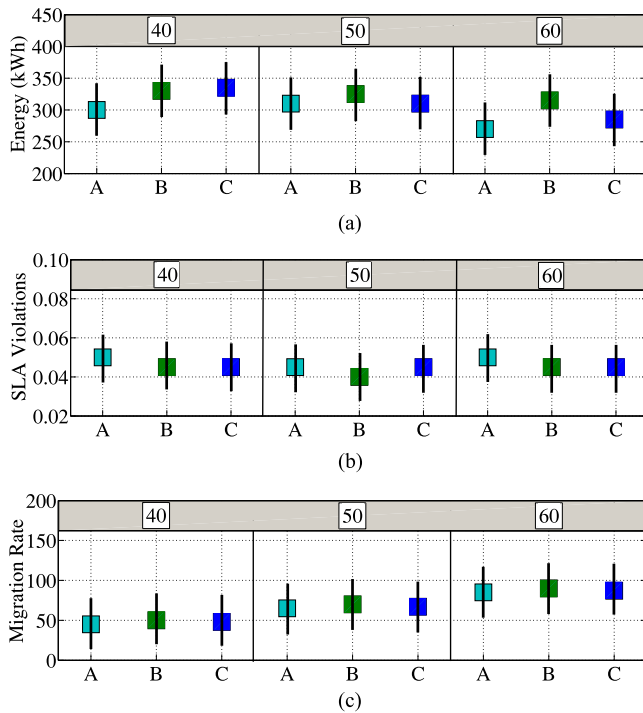 450
400
350
300
250
200
Energy (kWh)
40 50 60
A B C A B C A B C
(a)
0.10
0.08
0.06
0.04
0.02
SLA Violations
40 50 60
A B C A B C A B C
(b)
200
150
100
50
0
Migration Rate
40 50 60
A B C A B C A B C
(c)